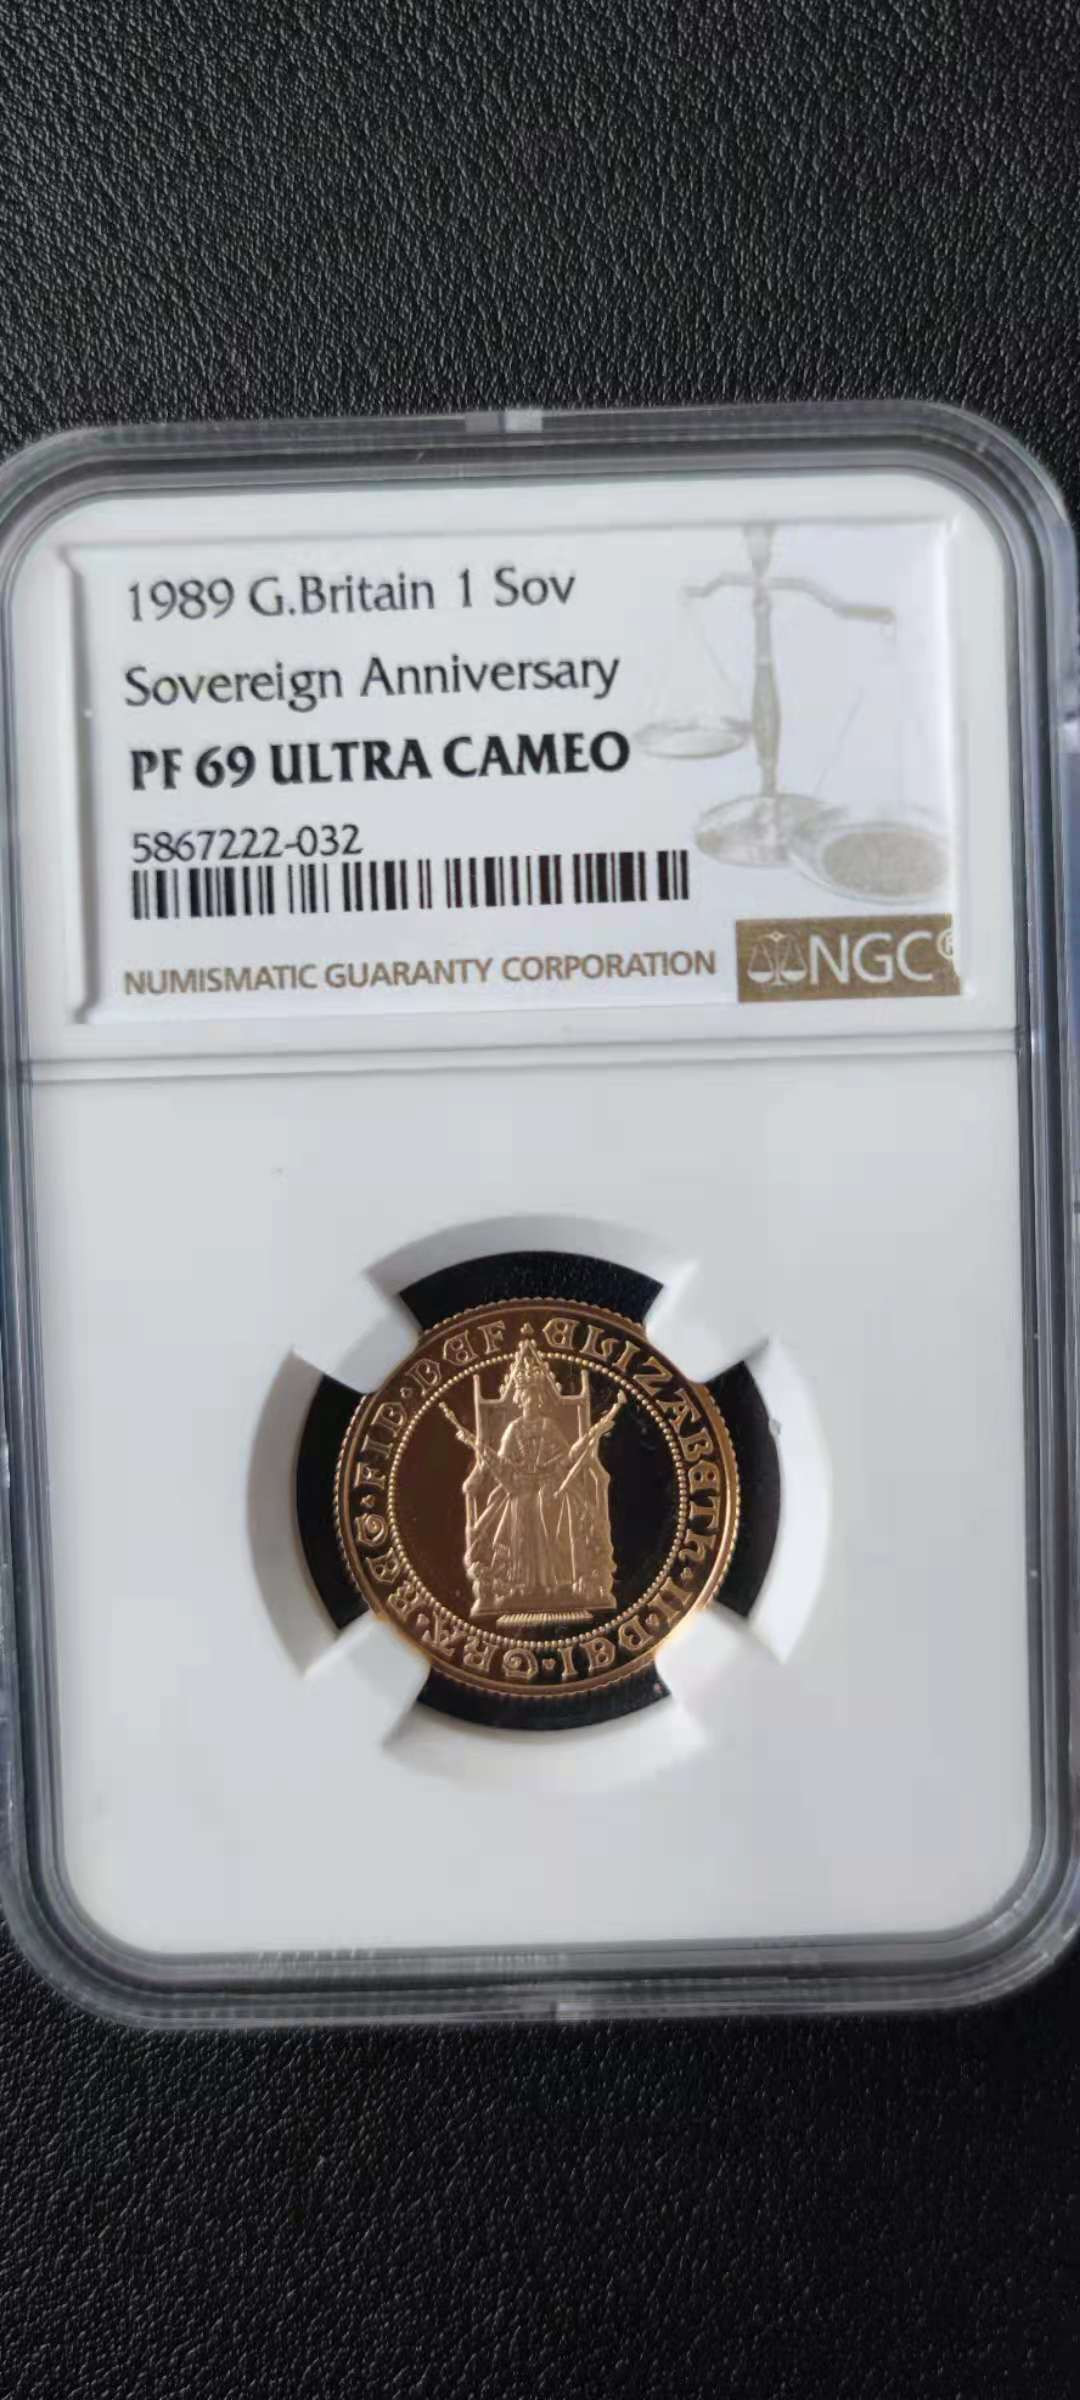 1989 G.Britain 1 Sov
Sovereign Anniversary
PF 69 ULTRA CAMEO
5867222-032
NUMISMATIC GUARANTY CORPORATION NGC®
ELIZABETH·II·DEI·GRA·REG·FID·DEF·